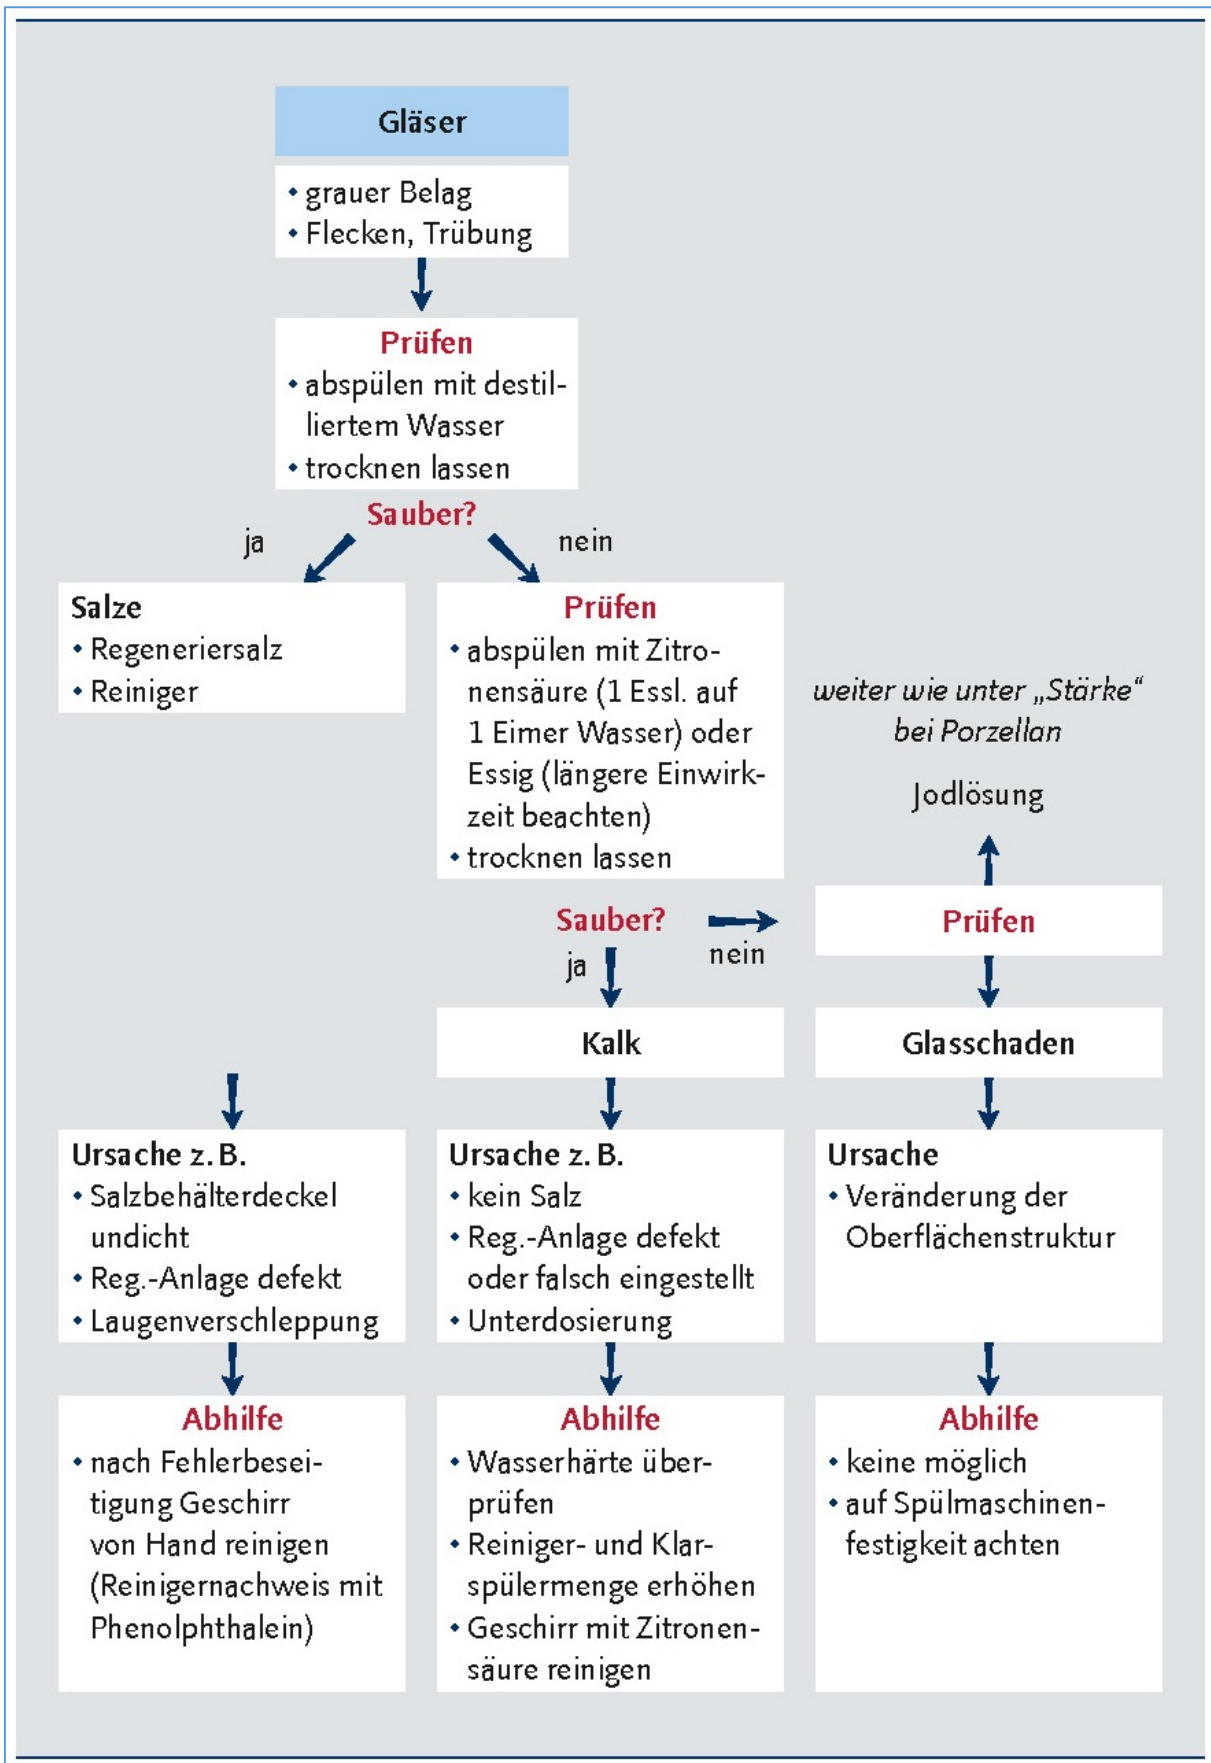 Gläser
• grauer Belag
• Flecken, Trübung
Prüfen
• abspülen mit destil-
liertem Wasser
• trocknen lassen
Sauber?
ja
nein
Salze
• Regeneriersalz
• Reiniger
Prüfen
• abspülen mit Zitro-
nensäure (1 Essl. auf
1 Eimer Wasser) oder
Essig (längere Einwirk-
zeit beachten)
• trocknen lassen
weiter wie unter „Stärke“
bei Porzellan
Jodlösung
Sauber?
nein
ja
Prüfen
Kalk
Glasschaden
Ursache z. B.
• Salzbehälterdeckel
undicht
• Reg.-Anlage defekt
• Laugenverschleppung
Ursache z. B.
• kein Salz
• Reg.-Anlage defekt
oder falsch eingestellt
• Unterdosierung
Ursache
• Veränderung der
Oberflächenstruktur
Abhilfe
• nach Fehlerbesei-
tigung Geschirr
von Hand reinigen
(Reinigernachweis mit
Phenolphthalein)
Abhilfe
• Wasserhärte über-
prüfen
• Reiniger- und Klar-
spülermenge erhöhen
• Geschirr mit Zitronen-
säure reinigen
Abhilfe
• keine möglich
• auf Spülmaschinen-
festigkeit achten